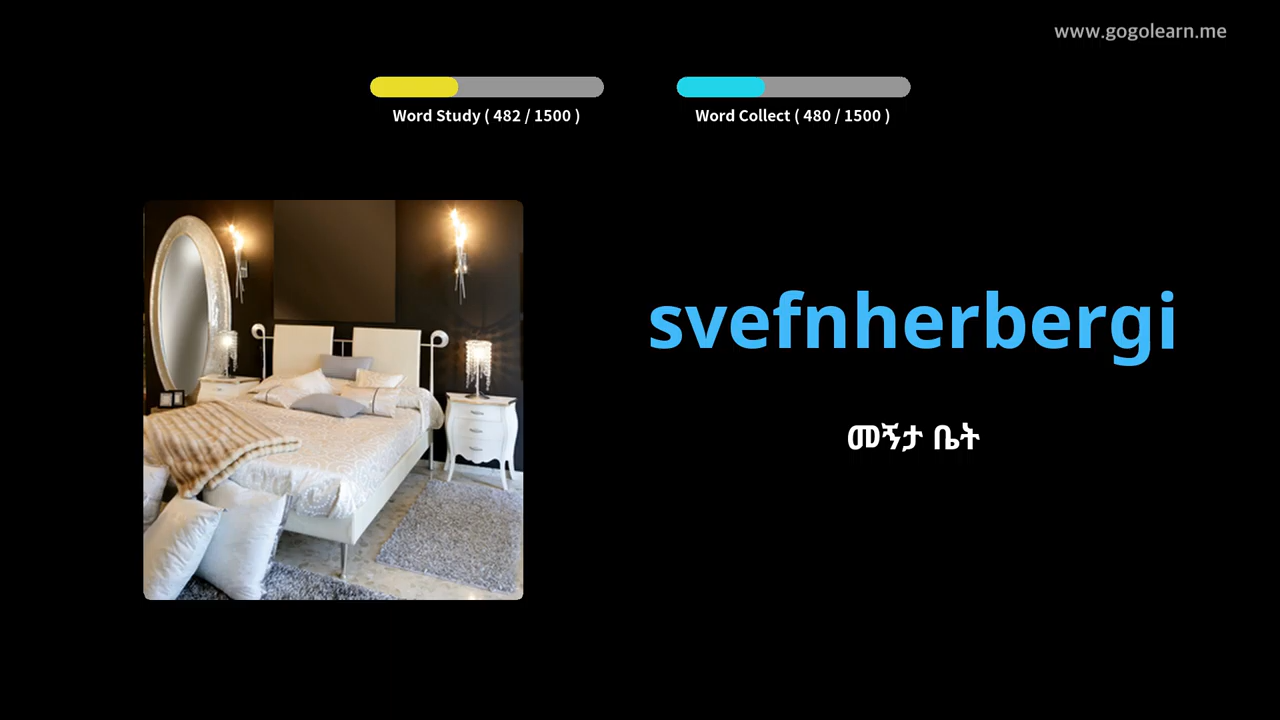 www.gogolearn.me
Word Study ( 482 / 1500 )
Word Collect ( 480 / 1500 )
svefnherbergi
መኝታ ቤት